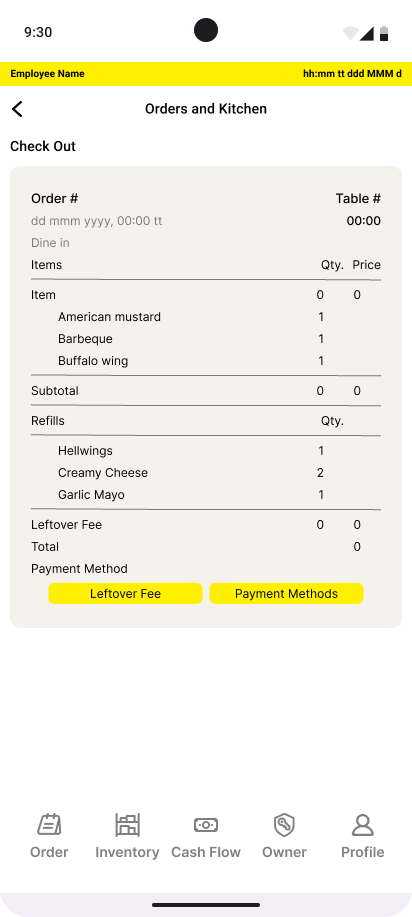 9:30
Employee Name hh:mm tt ddd MMM d
Orders and Kitchen
Check Out
Order # Table #
dd mmm yyyy, 00:00 tt 00:00
Dine in
Items Qty. Price
Item 0 0
American mustard 1
Barbeque 1
Buffalo wing 1
Subtotal 0 0
Refills Qty.
Hellwings 1
Creamy Cheese 2
Garlic Mayo 1
Leftover Fee 0 0
Total 0
Payment Method
Leftover Fee Payment Methods
Order Inventory Cash Flow Owner Profile